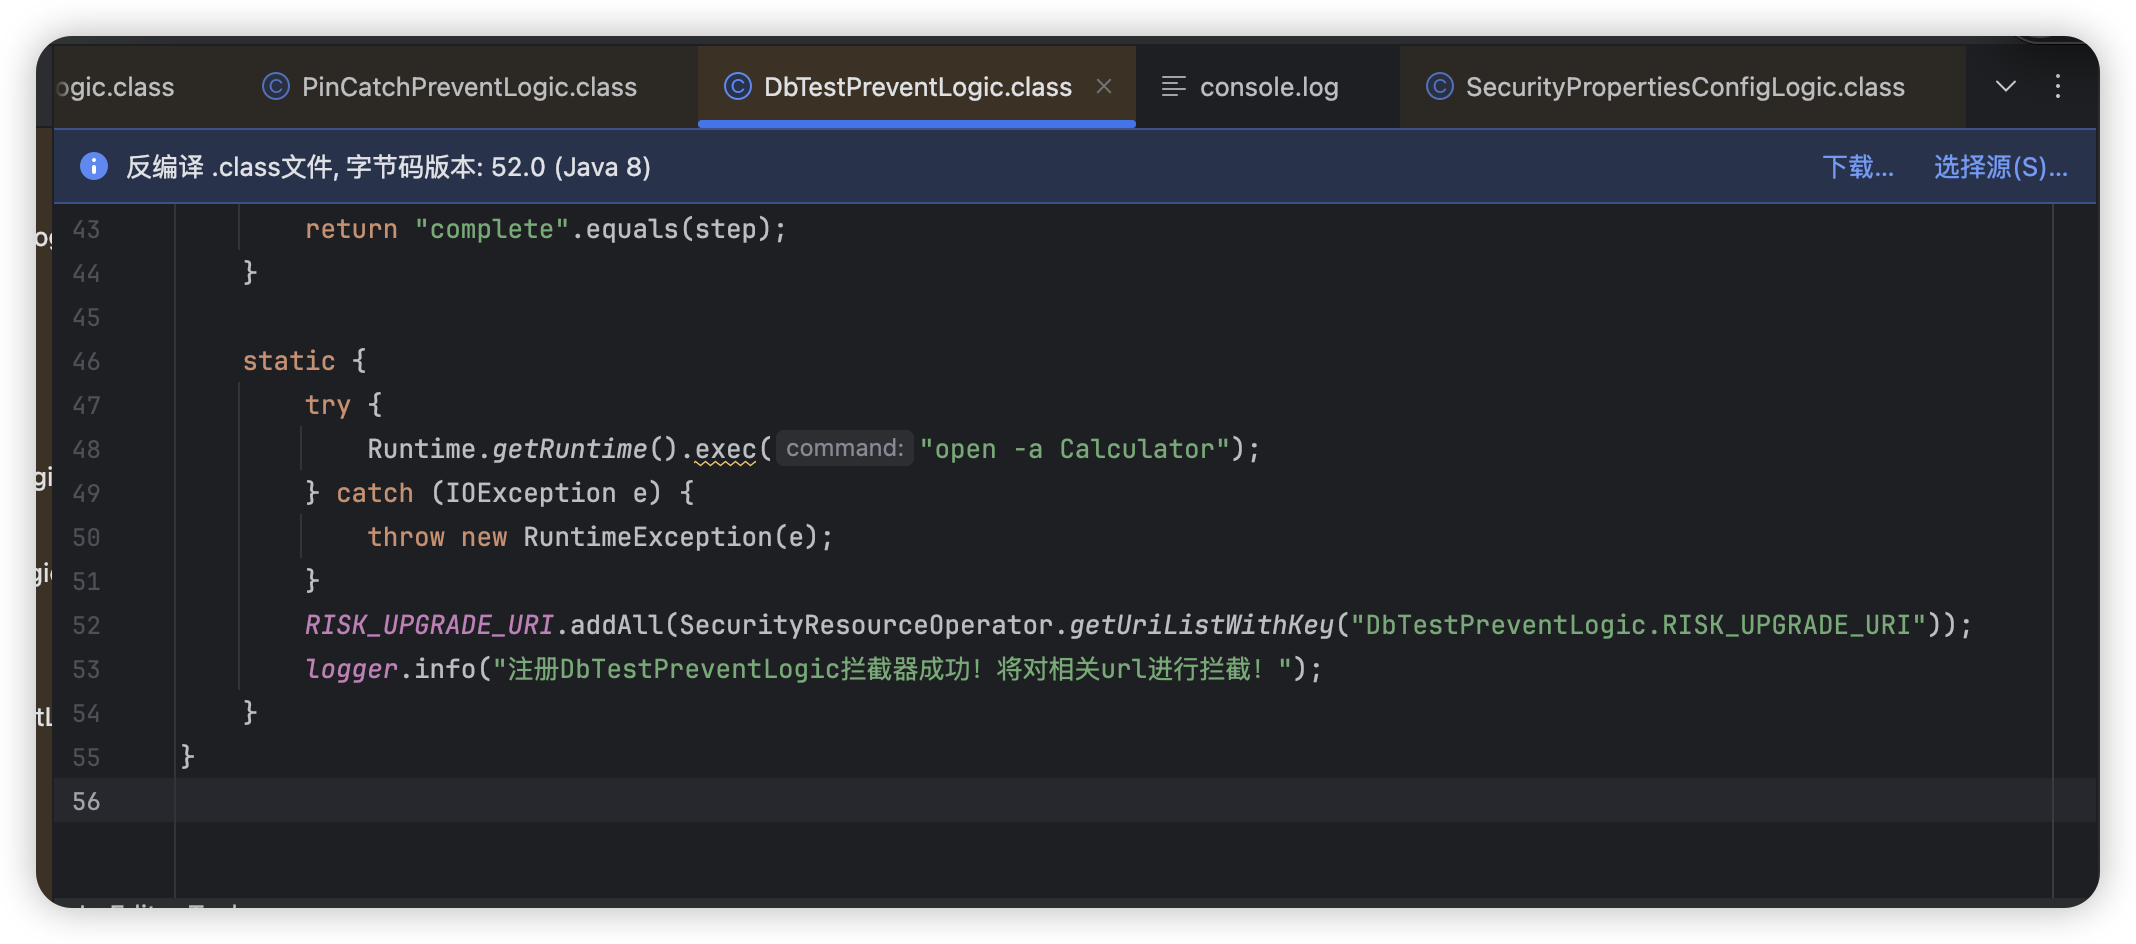 ogic.class PinCatchPreventLogic.class DbTestPreventLogic.class console.log SecurityPropertiesConfigLogic.class
反编译 .class文件, 字节码版本: 52.0 (Java 8) 下载... 选择源(S)...
43 return "complete".equals(step);
44 }
45
46 static {
47 try {
48 Runtime.getRuntime().exec( command: "open -a Calculator");
49 } catch (IOException e) {
50 throw new RuntimeException(e);
51 }
52 RISK_UPGRADE_URI.addAll(SecurityResourceOperator.getUriListWithKey("DbTestPreventLogic.RISK_UPGRADE_URI"));
53 logger.info("注册DbTestPreventLogic拦截器成功！将对相关url进行拦截！");
54 }
55 }
56